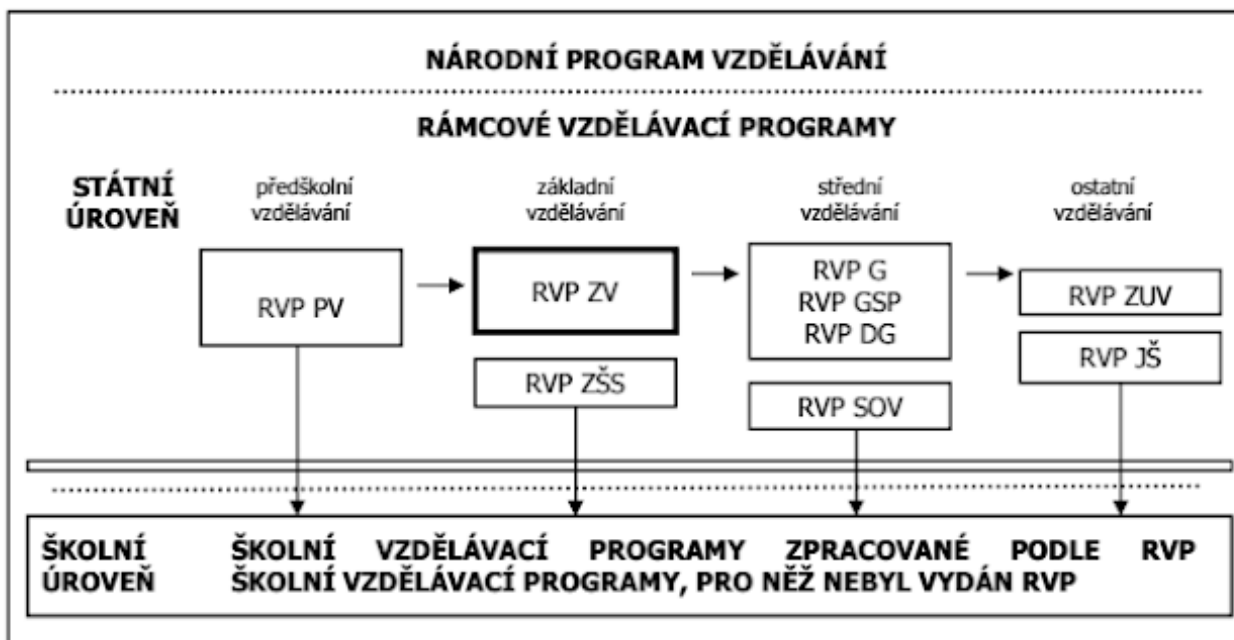 NÁRODNÍ PROGRAM VZDĚLÁVÁNÍ
RÁMCOVÉ VZDĚLÁVACÍ PROGRAMY
STÁTNÍ
ÚROVEŇ
předškolní
vzdělávání
základní
vzdělávání
střední
vzdělávání
ostatní
vzdělávání
RVP PV
RVP ZV
RVP ZŠS
RVP G
RVP GSP
RVP DG
RVP SOV
RVP ZUV
RVP JŠ
ŠKOLNÍ
ÚROVEŇ
ŠKOLNÍ VZDĚLÁVACÍ PROGRAMY ZPRACOVANÉ PODLE RVP
ŠKOLNÍ VZDĚLÁVACÍ PROGRAMY, PRO NĚŽ NEBYL VYDÁN RVP